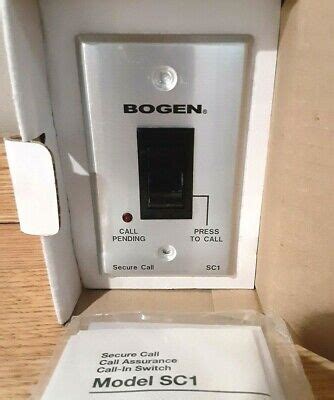 BOGEN®
CALL PENDING
PRESS TO CALL
Secure Call SC1
Secure Call
Call Assurance
Call-In Switch
Model SC1